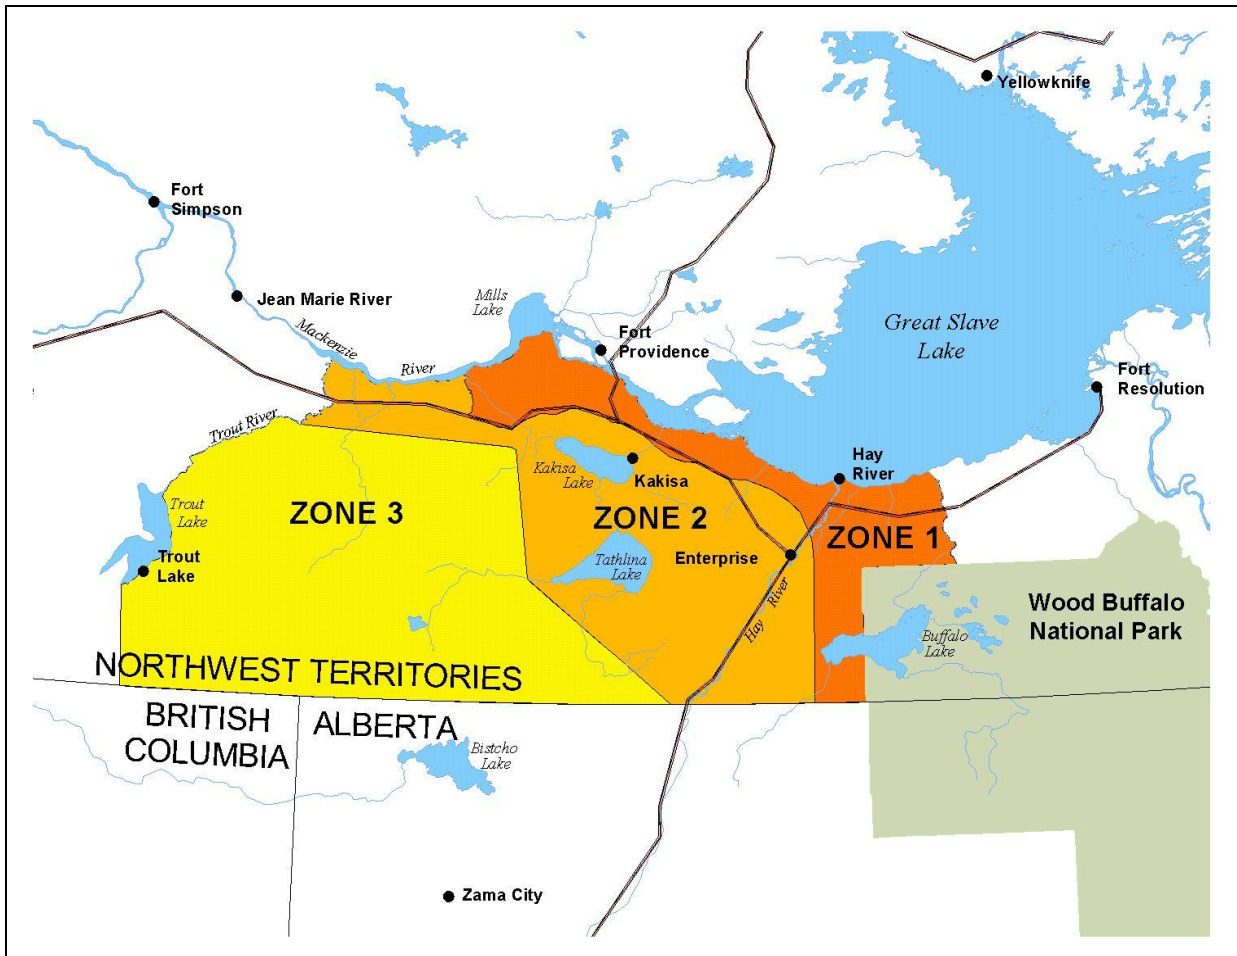 Yellowknife
Fort
Simpson
Jean Marie River
Mills
Lake
Mackenzie
River
Fort
Providence
Great Slave
Lake
Fort
Resolution
Trout River
Hay
River
Kakisa
Lake
Kakisa
Trout
Lake
ZONE 3
ZONE 2
ZONE 1
Trout
Lake
Tathlina
Lake
Enterprise
Hay
River
Wood Buffalo
National Park
Buffalo
Lake
NORTHWEST TERRITORIES
BRITISH
COLUMBIA
ALBERTA
Bistcho
Lake
Zama City